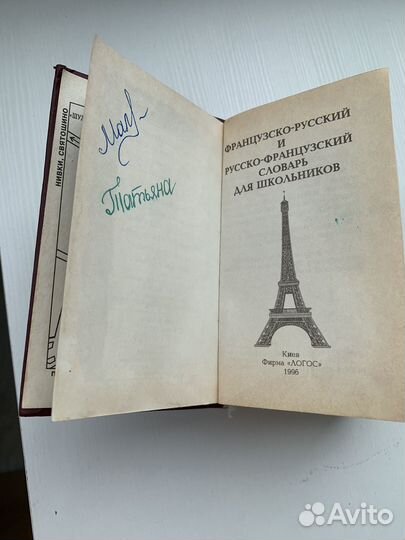 НИВКИ, СВЯТОШИНО
Татьяна
ФРАНЦУЗСКО-РУССКИЙ
И
РУССКО-ФРАНЦУЗСКИЙ
СЛОВАРЬ
ДЛЯ ШКОЛЬНИКОВ
Киев
Фирма «ЛОГОС»
1996
Avito